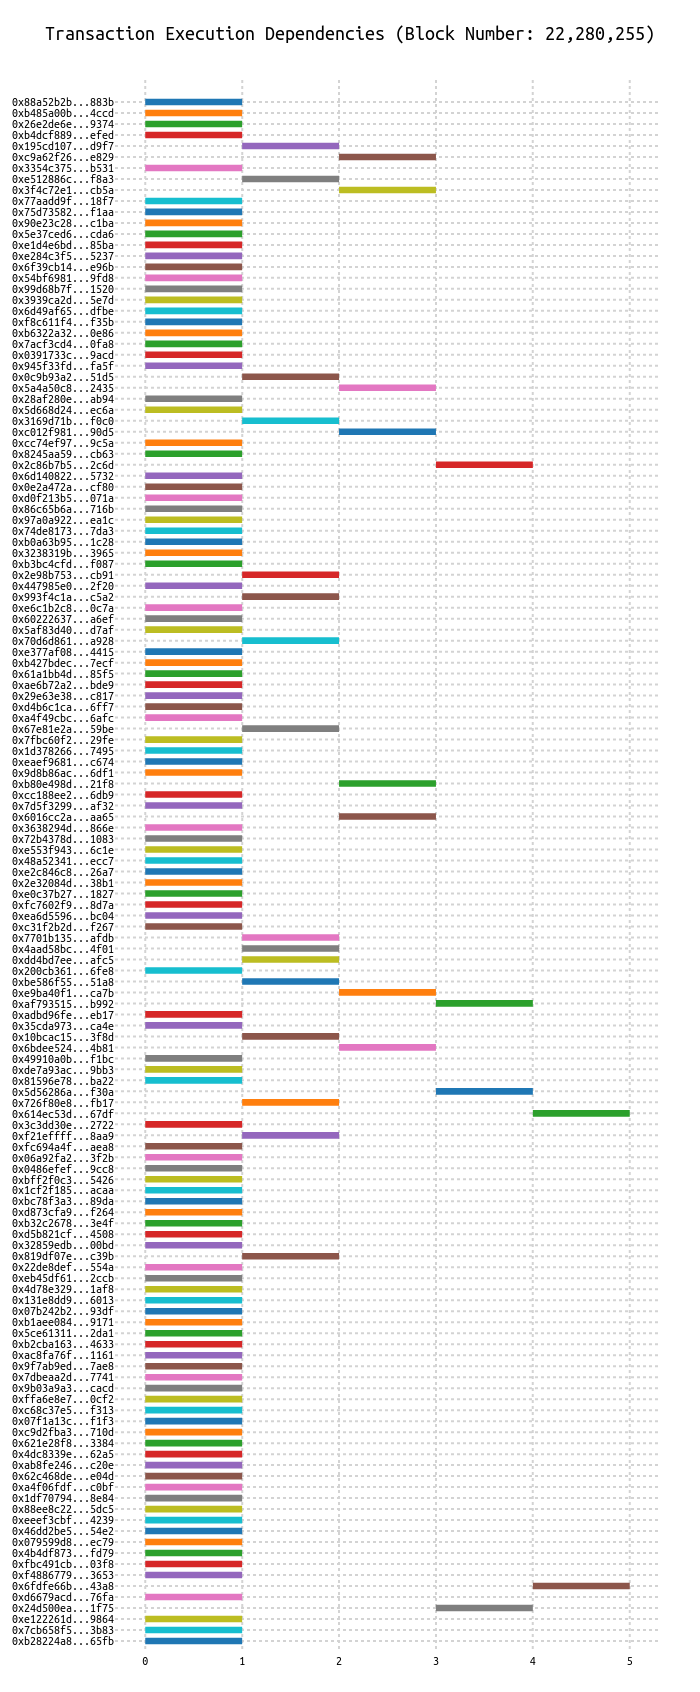 Transaction Execution Dependencies (Block Number: 22,280,255)
0x88a52b2b...883b
0xb485a00b...4ccd
0x26e2de6e...9374
0xb4dcf889...efed
0x195cd107...d9f7
0xc9a62f26...e829
0x3354c375...b531
0xe512886c...f8a3
0x3f4c72e1...cb5a
0x77aadd9f...18f7
0x75d73582...f1aa
0x90e23c28...c1ba
0x5e37ced6...cda6
0xe1d4e6bd...85ba
0xe284c3f5...5237
0x6f39cb14...e96b
0x54bf6981...9fd8
0x99d68b7f...1520
0x3939ca2d...5e7d
0x6d49af65...dfbe
0xf8c611f4...f35b
0xb6322a32...0e86
0x7acf3cd4...0fa8
0x0391733c...9acd
0x945f33fd...fa5f
0x0c9b93a2...51d5
0x5a4a50c8...2435
0x28af280e...ab94
0x5d668d24...ec6a
0x3169d71b...f0c0
0xc012f981...90d5
0xcc74ef97...9c5a
0x8245aa59...cb63
0x2c86b7b5...2c6d
0x6d140822...5732
0x0e2a472a...cf80
0xd0f213b5...071a
0x86c65b6a...716b
0x97a0a922...ea1c
0x74de8173...7da3
0xb0a63b95...1c28
0x3238319b...3965
0xb3bc4cfd...f087
0x2e98b753...cb91
0x447985e0...2f20
0x993f4c1a...c5a2
0xe6c1b2c8...0c7a
0x60222637...a6ef
0x5af83d40...d7af
0x70d6d861...a928
0xe377af08...4415
0xb427bdec...7ecf
0x61a1bb4d...85f5
0xae6b72a2...bde9
0x29e63e38...c817
0xd4b6c1ca...6ff7
0xa4f49cbc...6afc
0x67e81e2a...59be
0x7fbc60f2...29fe
0x1d378266...7495
0xeaef9681...c674
0x9d8b86ac...6df1
0xb80e498d...21f8
0xcc188ee2...6db9
0x7d5f3299...af32
0x6016cc2a...aa65
0x3638294d...866e
0x72b4378d...1083
0xe553f943...6c1e
0x48a52341...ecc7
0xe2c846c8...26a7
0x2e32084d...38b1
0xe0c37b27...1827
0xfc7602f9...8d7a
0xea6d5596...bc04
0xc31f2b2d...f267
0x7701b135...afdb
0x4aad58bc...4f01
0xdd4bd7ee...afc5
0x200cb361...6fe8
0xbe586f55...51a8
0xe9ba40f1...ca7b
0xaf793515...b992
0xadbd96fe...eb17
0x35cda973...ca4e
0x10bcac15...3f8d
0x6bdee524...4b81
0x49910a0b...f1bc
0xde7a93ac...9bb3
0x81596e78...ba22
0x5d56286a...f30a
0x726f80e8...fb17
0x614ec53d...67df
0x3c3dd30e...2722
0xf21effff...8aa9
0xfc694a4f...aea8
0x06a92fa2...3f2b
0x0486efef...9cc8
0xbff2f0c3...5426
0x1cf2f185...acaa
0xbc78f3a3...89da
0xd873cfa9...f264
0xb32c2678...3e4f
0xd5b821cf...4508
0x32859edb...00bd
0x819df07e...c39b
0x22de8def...554a
0xeb45df61...2ccb
0x4d78e329...1af8
0x131e8dd9...6013
0x07b242b2...93df
0xb1aee084...9171
0x5ce61311...2da1
0xb2cba163...4633
0xac8fa76f...1161
0x9f7ab9ed...7ae8
0x7dbeaa2d...7741
0x9b03a9a3...cacd
0xffa6e8e7...0cf2
0xc68c37e5...f313
0x07f1a13c...f1f3
0xc9d2fba3...710d
0x621e28f8...3384
0x4dc8339e...62a5
0xab8fe246...c20e
0x62c468de...e04d
0xa4f06fdf...c0bf
0x1df70794...8e84
0x88ee8c22...5dc5
0xeeef3cbf...4239
0x46dd2be5...54e2
0x079599d8...ec79
0x4b4df873...fd79
0xfbc491cb...03f8
0xf4886779...3653
0x6fdfe66b...43a8
0xd6679acd...76fa
0x24d500ea...1f75
0xe122261d...9864
0x7cb658f5...3b83
0xb28224a8...65fb
0 1 2 3 4 5